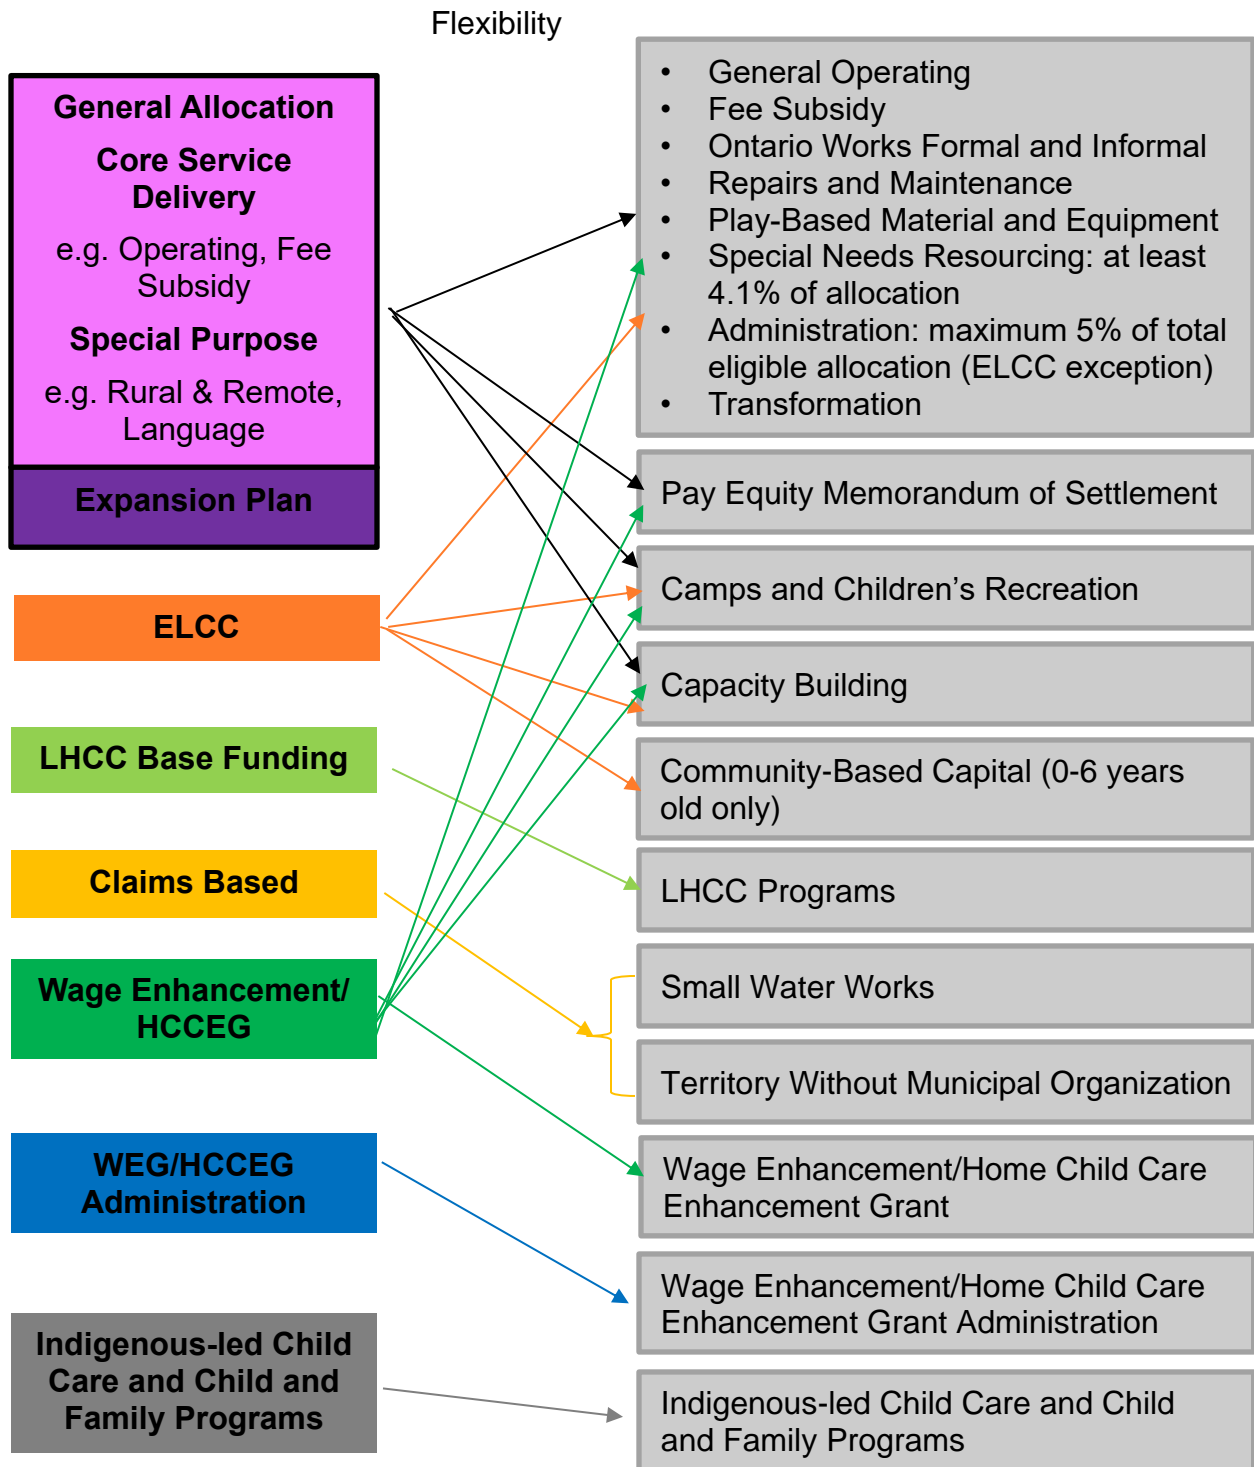 Flexibility
General Allocation
Core Service
Delivery
e.g. Operating, Fee
Subsidy
Special Purpose
e.g. Rural & Remote,
Language
Expansion Plan
ELCC
LHCC Base Funding
Claims Based
Wage Enhancement/
HCCEG
WEG/HCCEG
Administration
Indigenous-led Child
Care and Child and
Family Programs
• General Operating
• Fee Subsidy
• Ontario Works Formal and Informal
• Repairs and Maintenance
• Play-Based Material and Equipment
• Special Needs Resourcing: at least
4.1% of allocation
• Administration: maximum 5% of total
eligible allocation (ELCC exception)
• Transformation
Pay Equity Memorandum of Settlement
Camps and Children’s Recreation
Capacity Building
Community-Based Capital (0-6 years
old only)
LHCC Programs
Small Water Works
Territory Without Municipal Organization
Wage Enhancement/Home Child Care
Enhancement Grant
Wage Enhancement/Home Child Care
Enhancement Grant Administration
Indigenous-led Child Care and Child
and Family Programs